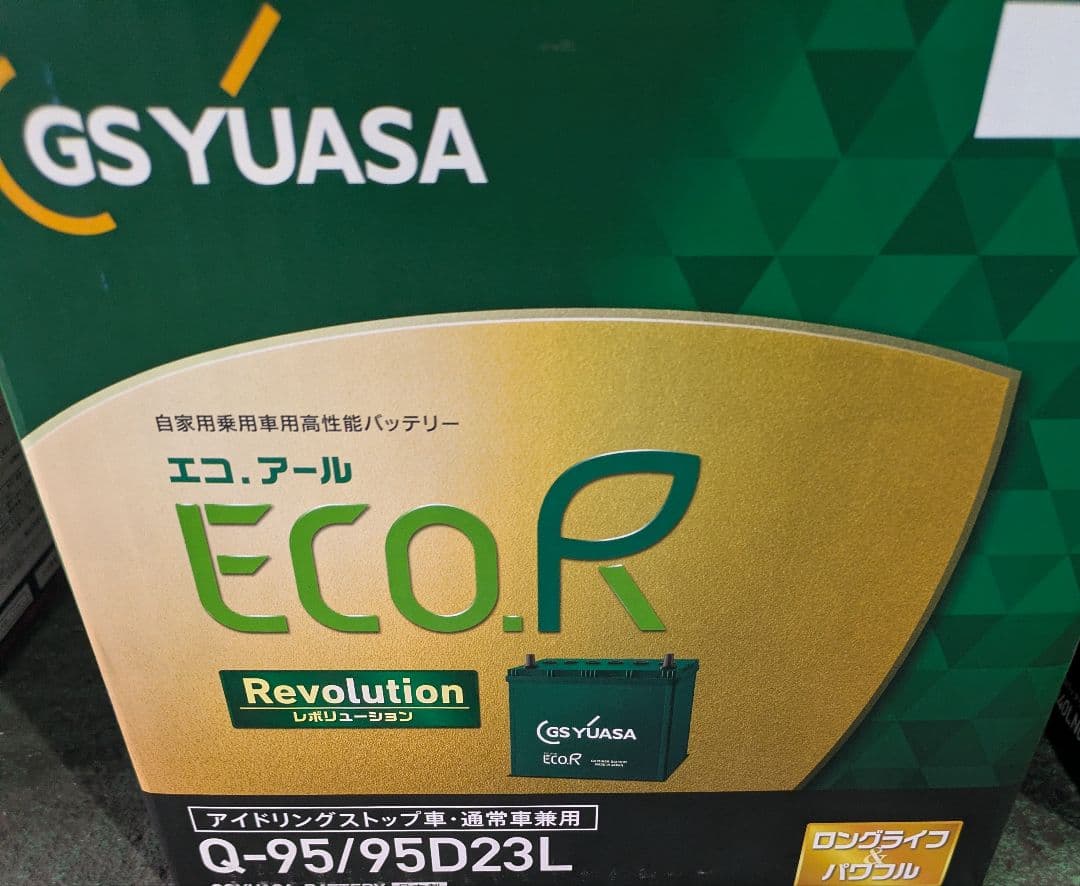 GS YUASA
自家用乗用車用高性能バッテリー
エコ.アール
ECO.R
Revolution
レボリューション
GS YUASA
ECO.R
アイドリングストップ車・通常車兼用
Q-95/95D23L
ロングライフ
&
パワフル